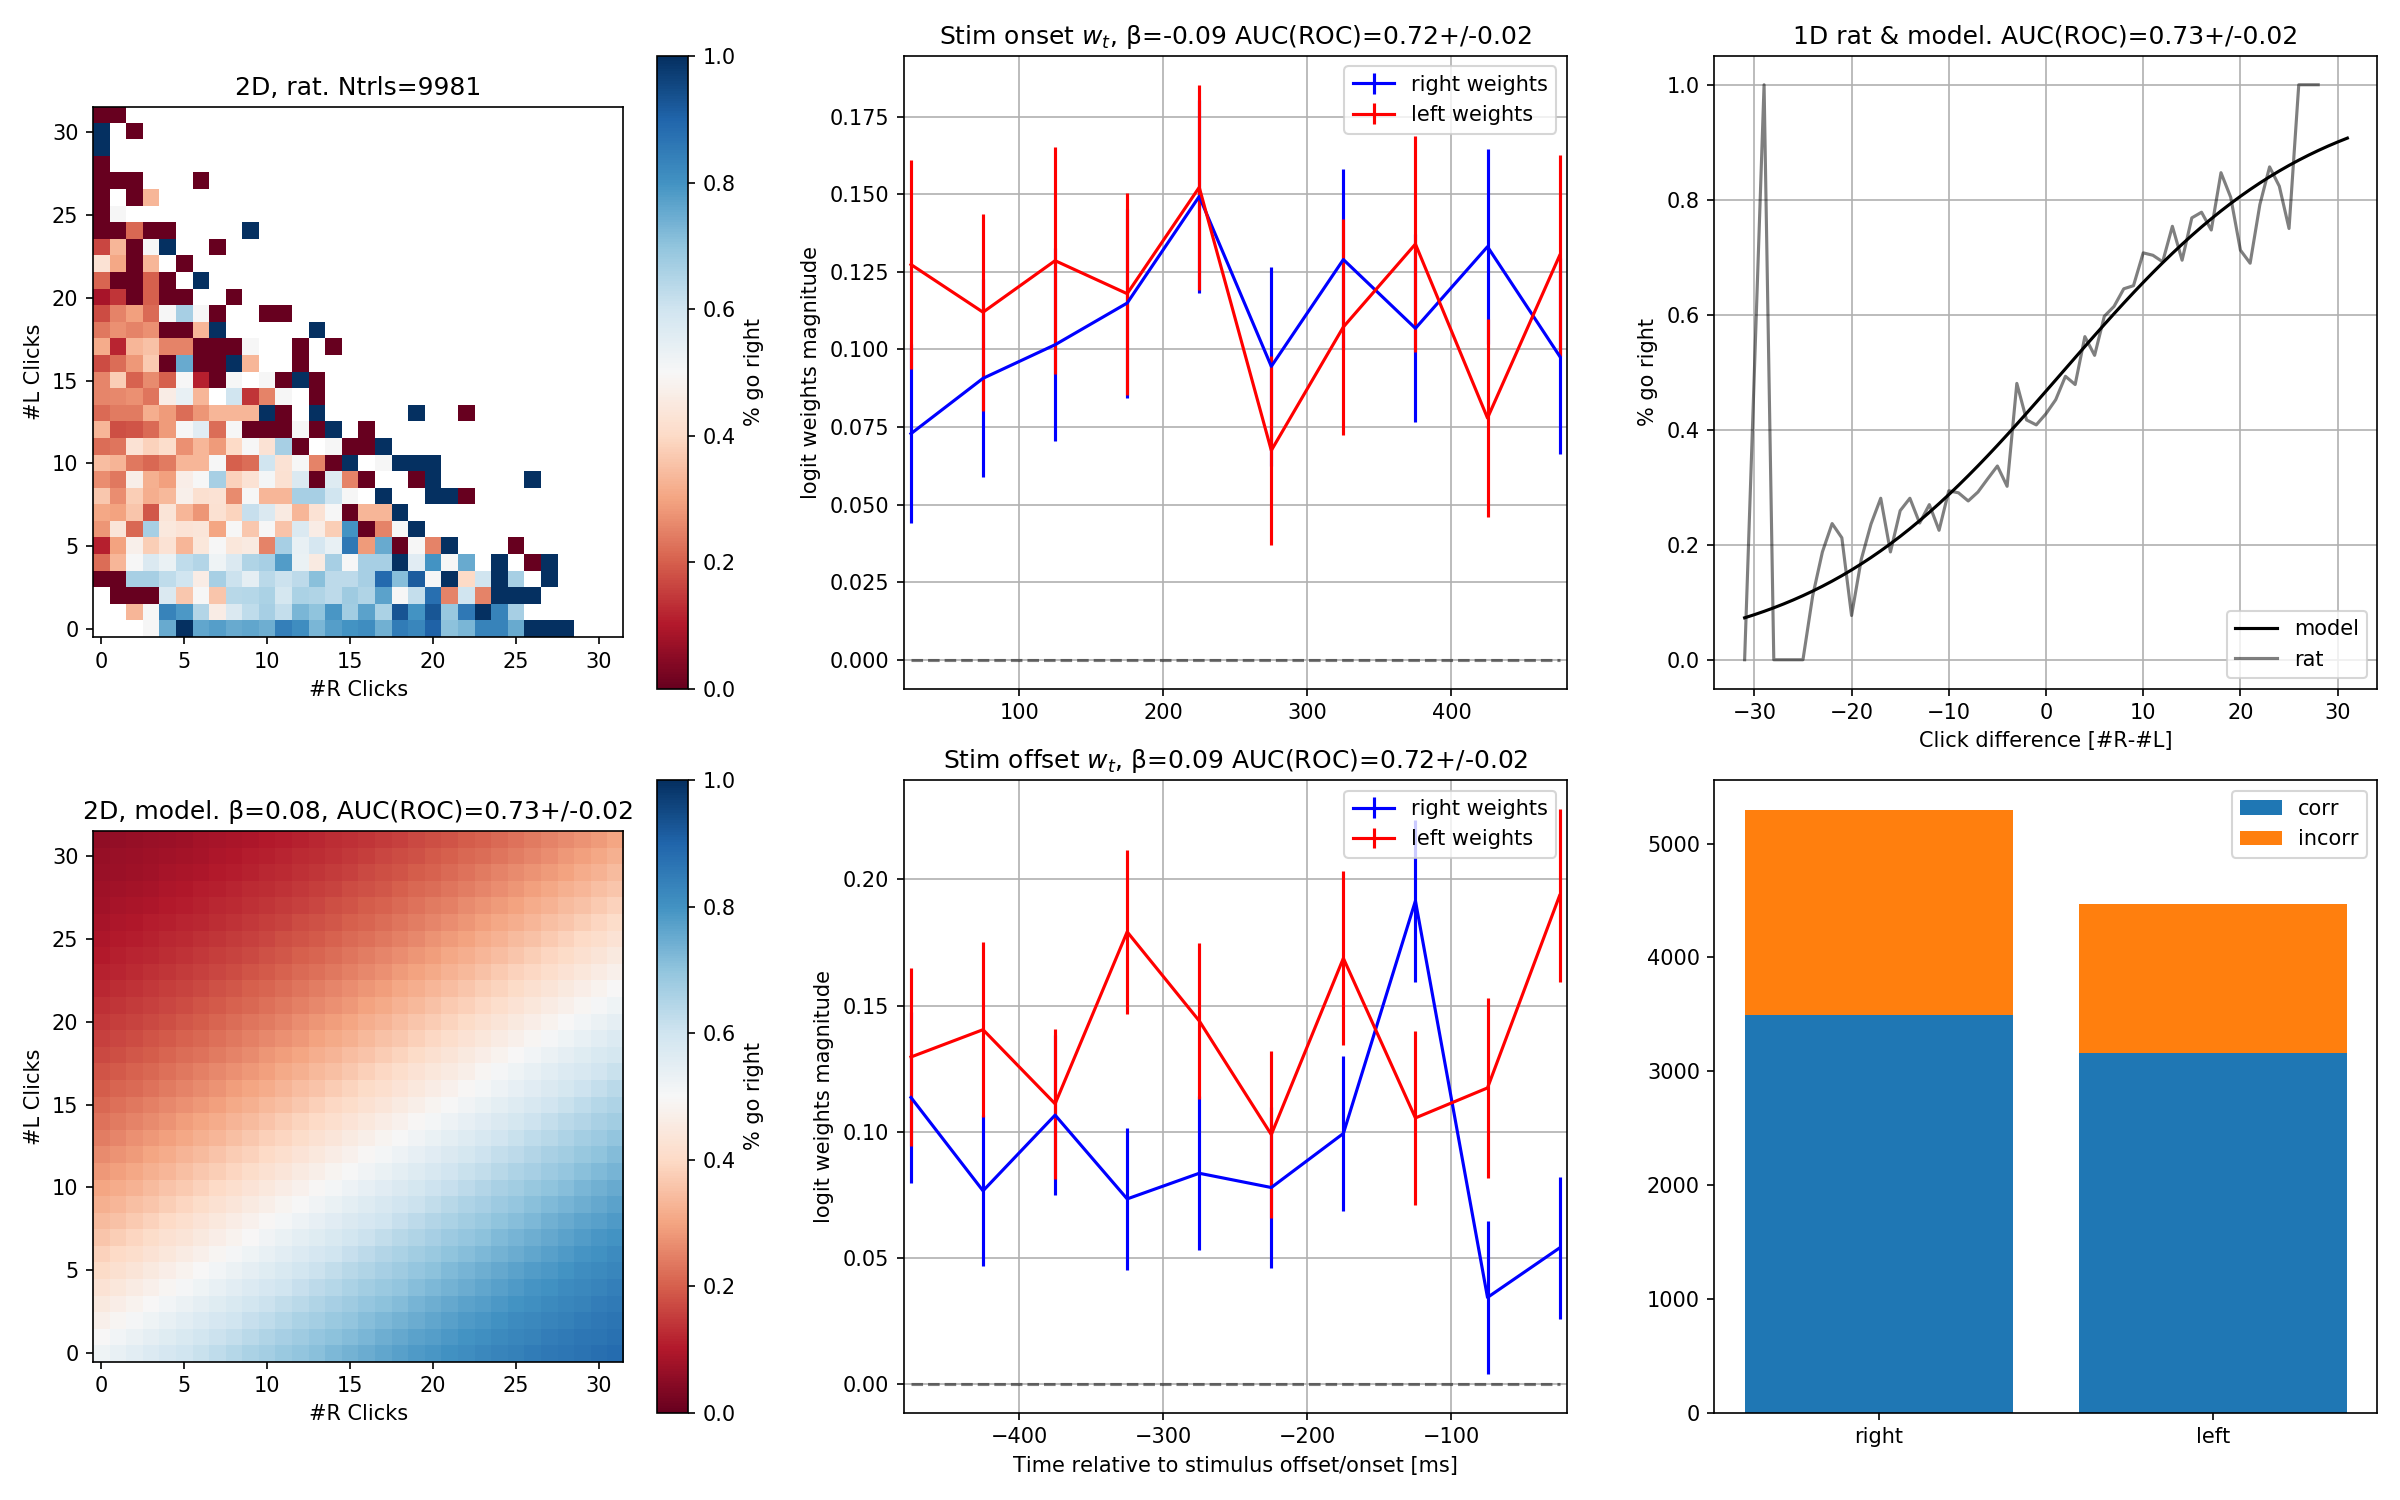 2D, rat. Ntrls=9981
30
25
20
15
10
5
0
#L Clicks
0 5 10 15 20 25 30
#R Clicks
1.0
0.8
0.6
0.4
0.2
0.0
% go right
Stim onset wt, β=-0.09 AUC(ROC)=0.72+/-0.02
right weights
left weights
0.175
0.150
0.125
0.100
0.075
0.050
0.025
0.000
logit weights magnitude
100 200 300 400
1D rat & model. AUC(ROC)=0.73+/-0.02
1.0
0.8
0.6
0.4
0.2
0.0
% go right
model
rat
−30 −20 −10 0 10 20 30
Click difference [#R-#L]
2D, model. β=0.08, AUC(ROC)=0.73+/-0.02
30
25
20
15
10
5
0
#L Clicks
0 5 10 15 20 25 30
#R Clicks
1.0
0.8
0.6
0.4
0.2
0.0
% go right
Stim offset wt, β=0.09 AUC(ROC)=0.72+/-0.02
right weights
left weights
0.20
0.15
0.10
0.05
0.00
logit weights magnitude
−400 −300 −200 −100
Time relative to stimulus offset/onset [ms]
corr
incorr
5000
4000
3000
2000
1000
0
right left